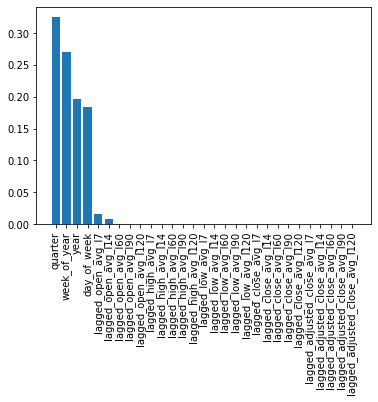 0.30
0.25
0.20
0.15
0.10
0.05
0.00
quarter
week_of_year
year
day_of_week
lagged_open_avg_l7
lagged_open_avg_l14
lagged_open_avg_l60
lagged_open_avg_l90
lagged_open_avg_l120
lagged_high_avg_l7
lagged_high_avg_l14
lagged_high_avg_l60
lagged_high_avg_l90
lagged_high_avg_l120
lagged_low_avg_l7
lagged_low_avg_l14
lagged_low_avg_l60
lagged_low_avg_l90
lagged_low_avg_l120
lagged_close_avg_l7
lagged_close_avg_l14
lagged_close_avg_l60
lagged_close_avg_l90
lagged_close_avg_l120
lagged_adjusted_close_avg_l7
lagged_adjusted_close_avg_l14
lagged_adjusted_close_avg_l60
lagged_adjusted_close_avg_l90
lagged_adjusted_close_avg_l120